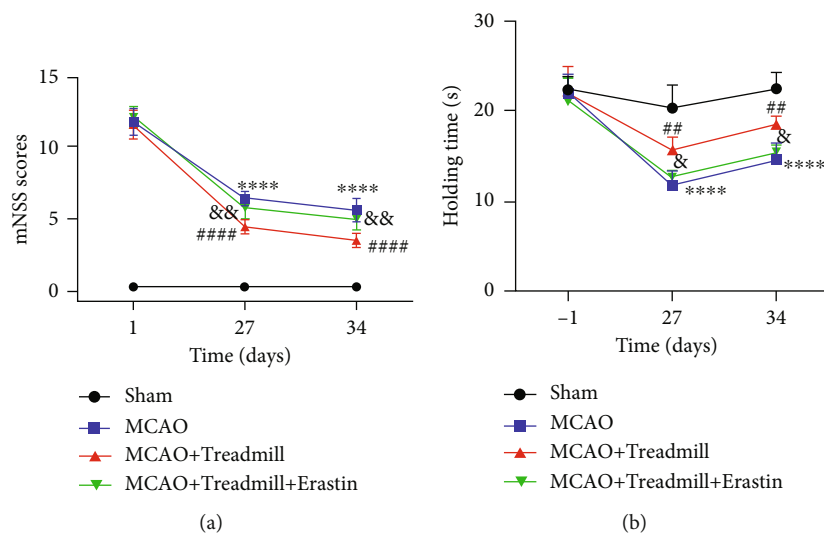 15
10
5
0
mNSS scores
****
****
&&
&&
####
####
1
27
34
Time (days)
Sham
MCAO
MCAO+Treadmill
MCAO+Treadmill+Erastin
(a)
30
20
10
0
Holding time (s)
##
##
&
&
****
****
–1
27
34
Time (days)
Sham
MCAO
MCAO+Treadmill
MCAO+Treadmill+Erastin
(b)